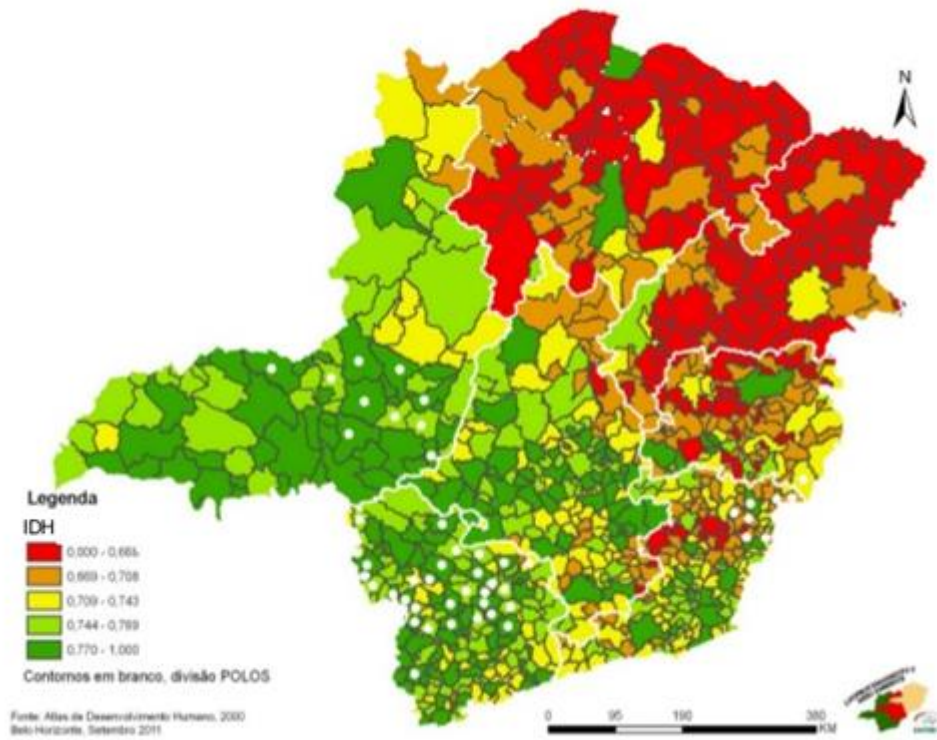 N
Legenda
IDH
0,000 - 0,668
0,669 - 0,708
0,709 - 0,743
0,744 - 0,769
0,770 - 1,000
Contornos em branco, divisão POLOS
Fonte: Atlas de Desenvolvimento Humano, 2000
Belo Horizonte, Setembro 2011
0 95 190 380
KM